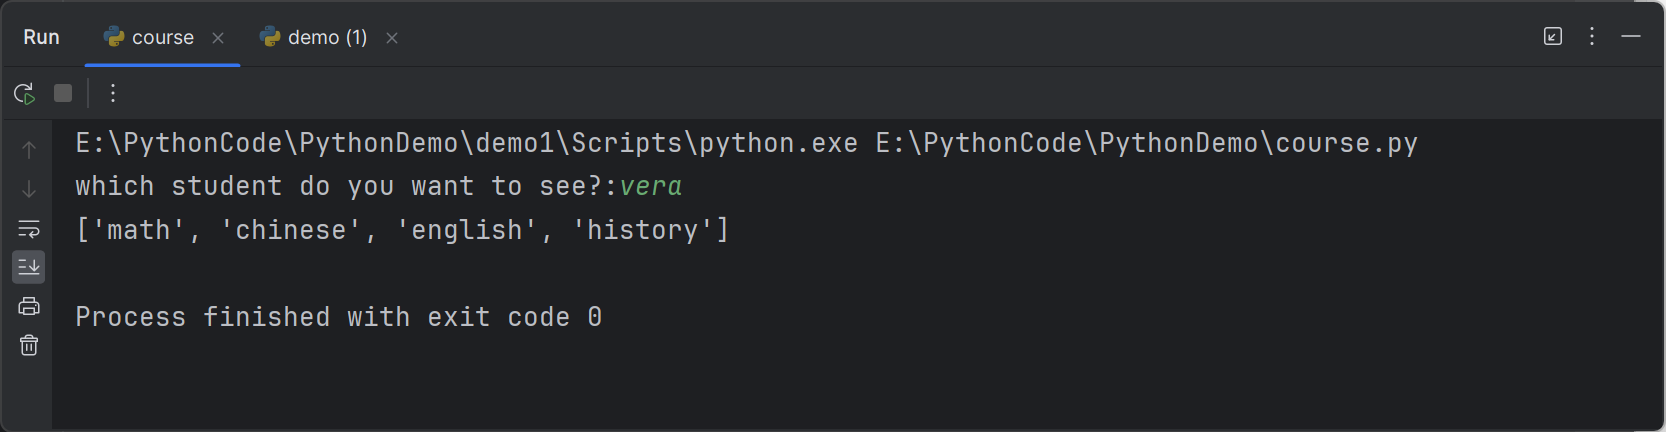 Run course demo (1)
E:\PythonCode\PythonDemo\demo1\Scripts\python.exe E:\PythonCode\PythonDemo\course.py
which student do you want to see?:vera
['math', 'chinese', 'english', 'history']
Process finished with exit code 0